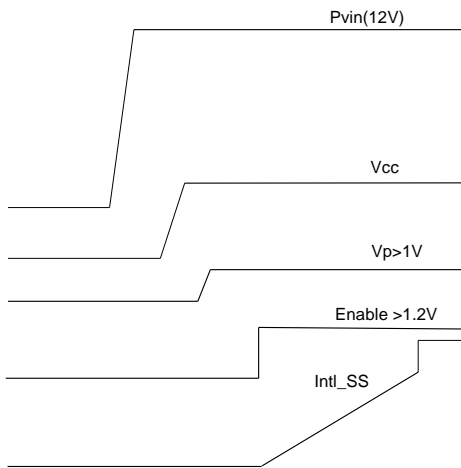 Pvin(12V)
Vcc
Vp>1V
Enable >1.2V
Intl_SS